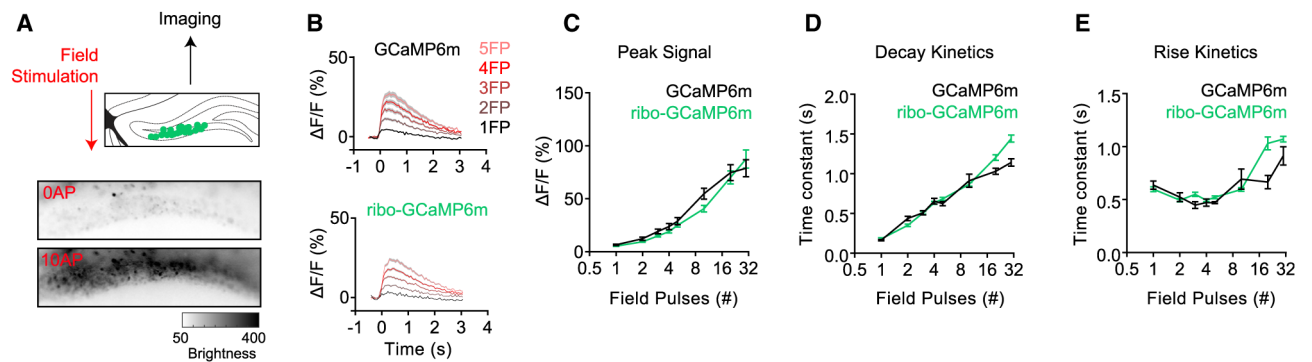 A
Imaging
Field
Stimulation
0AP
10AP
50 400
Brightness
B
GCaMP6m
5FP
4FP
3FP
2FP
1FP
50
0
ΔF/F (%)
-1 0 1 2 3 4
ribo-GCaMP6m
50
0
ΔF/F (%)
-1 0 1 2 3 4
Time (s)
C
Peak Signal
GCaMP6m
ribo-GCaMP6m
150
100
50
0
ΔF/F (%)
0.5 1 2 4 8 16 32
Field Pulses (#)
D
Decay Kinetics
GCaMP6m
ribo-GCaMP6m
2.0
1.5
1.0
0.5
0.0
Time constant (s)
0.5 1 2 4 8 16 32
Field Pulses (#)
E
Rise Kinetics
GCaMP6m
ribo-GCaMP6m
1.5
1.0
0.5
0.0
Time constant (s)
0.5 1 2 4 8 16 32
Field Pulses (#)